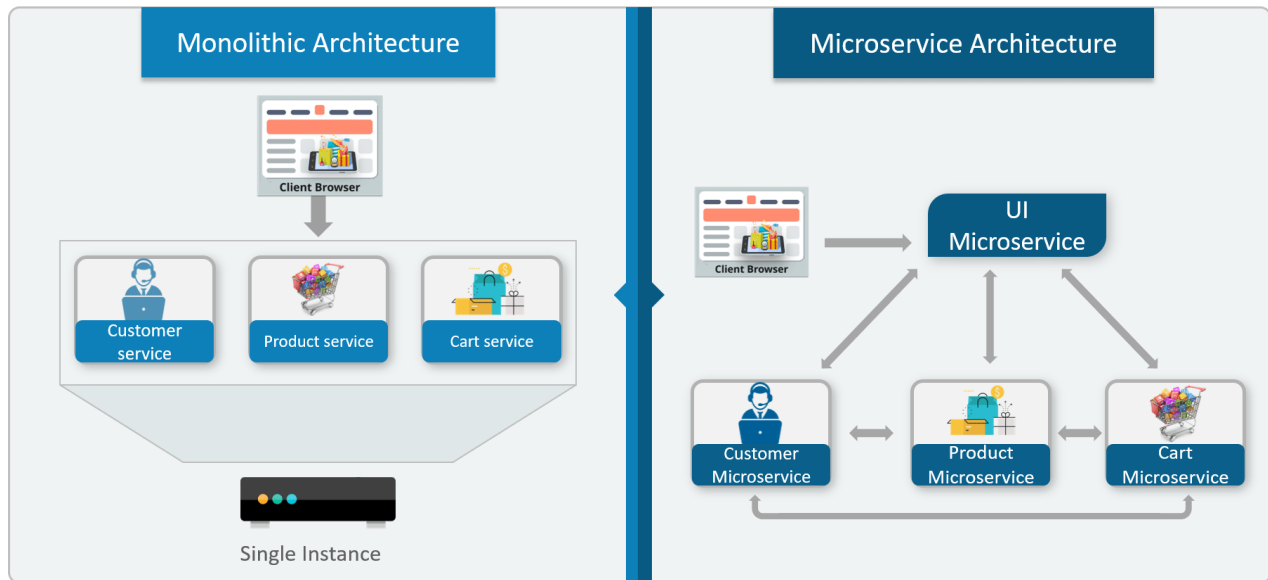 Monolithic Architecture
Client Browser
Customer
service
Product service
Cart service
Single Instance
Microservice Architecture
Client Browser
UI
Microservice
Customer
Microservice
Product
Microservice
Cart
Microservice